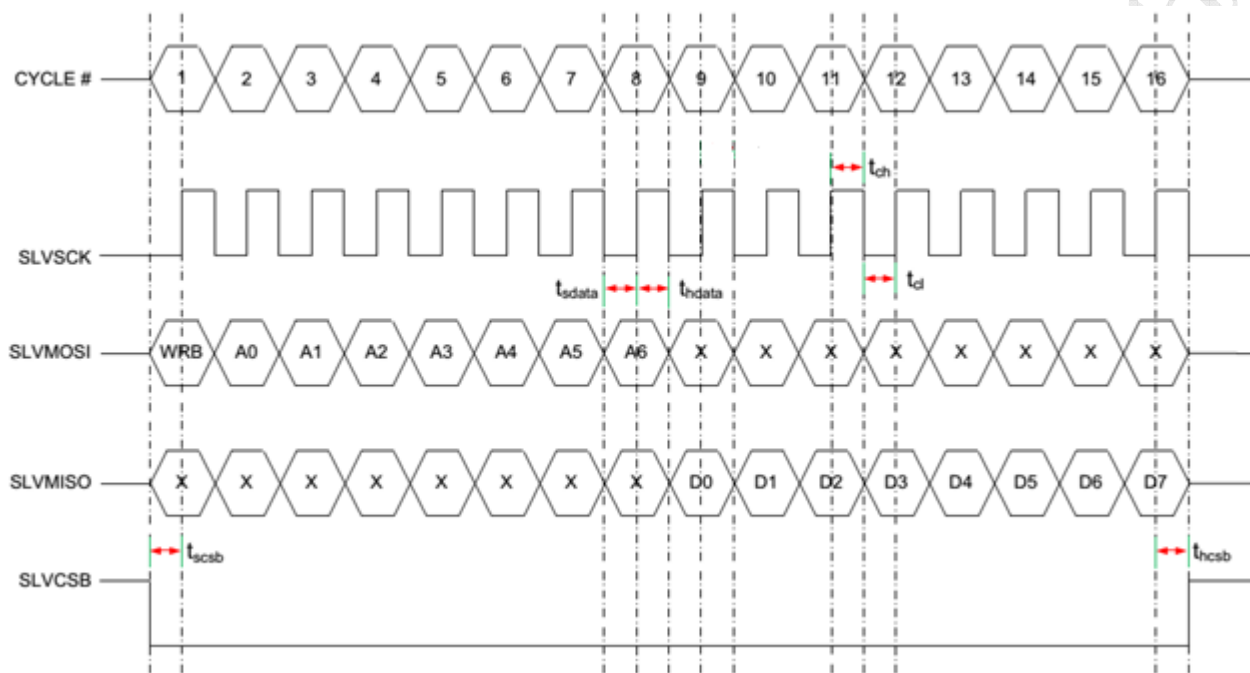 CYCLE # 1 2 3 4 5 6 7 8 9 10 11 12 13 14 15 16
tch
SLVSCK
tsdata thdata tcl
SLVMOSI WRB A0 A1 A2 A3 A4 A5 A6 X X X X X X X X
SLVMISO X X X X X X X X D0 D1 D2 D3 D4 D5 D6 D7
tscsb thcsb
SLVCSB